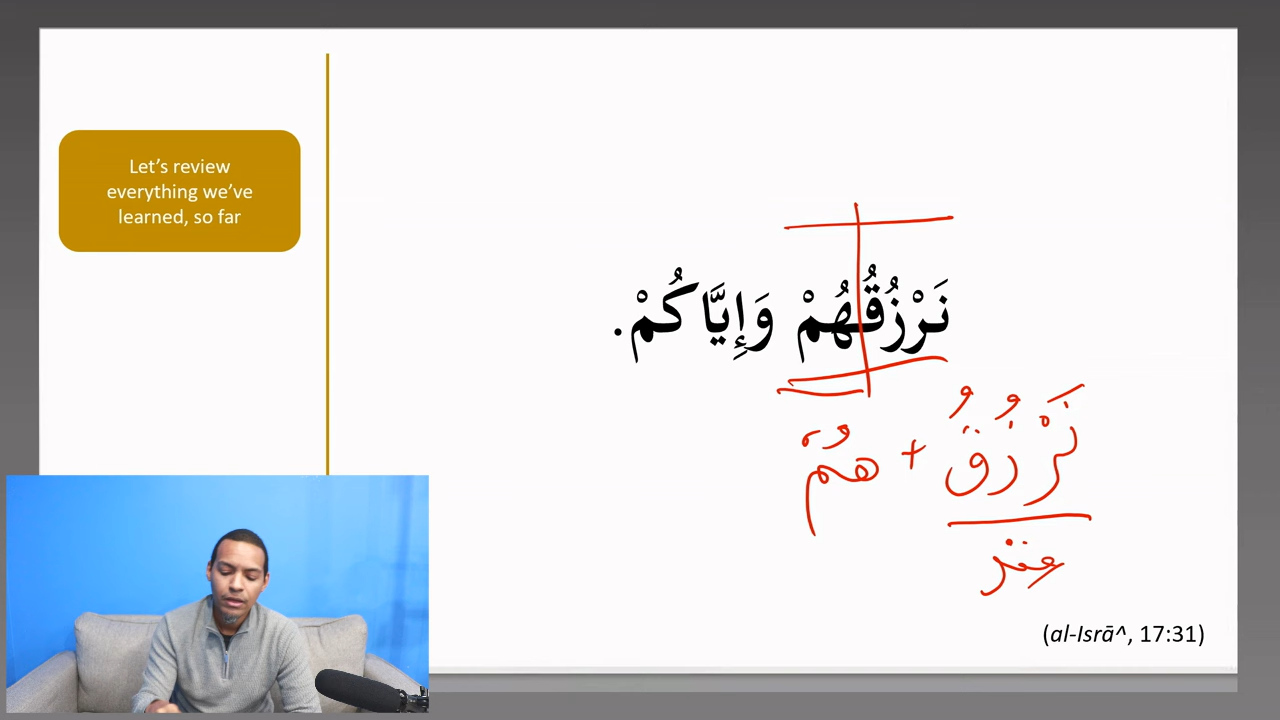 Let's review
everything we've
learned, so far
نَرْزُقُهُمْ وَإِيَّاكُمْ.
نَرْزُقُ + هُمْ
(al-Isrā^, 17:31)